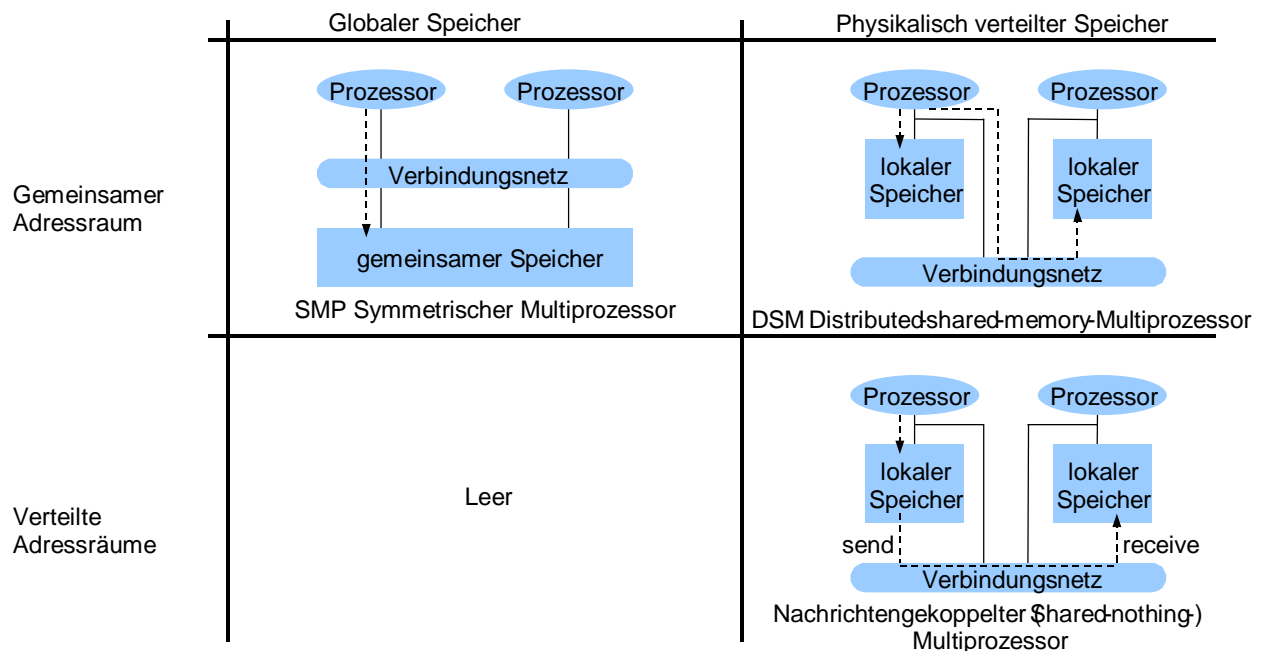 Globaler Speicher
Physikalisch verteilter Speicher
Gemeinsamer
Adressraum
Prozessor
Prozessor
Verbindungsnetz
gemeinsamer Speicher
SMP Symmetrischer Multiprozessor
Prozessor
Prozessor
lokaler
Speicher
lokaler
Speicher
Verbindungsnetz
DSM Distributed-shared-memory-Multiprozessor
Verteilte
Adressräume
Leer
Prozessor
Prozessor
lokaler
Speicher
lokaler
Speicher
send
receive
Verbindungsnetz
Nachrichtengekoppelter (Shared-nothing-)
Multiprozessor